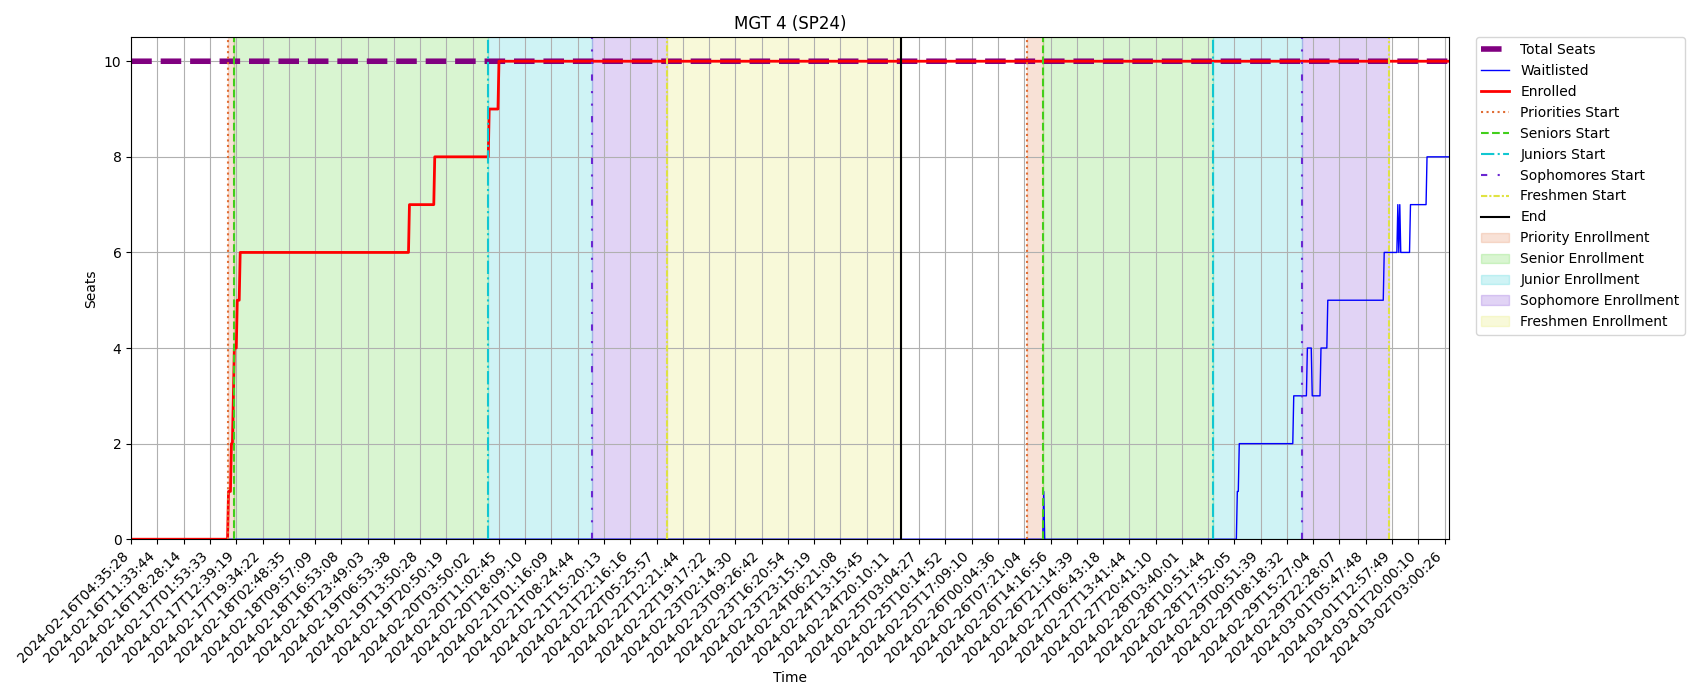 MGT 4 (SP24)
Total Seats
Waitlisted
Enrolled
Priorities Start
Seniors Start
Juniors Start
Sophomores Start
Freshmen Start
End
Priority Enrollment
Senior Enrollment
Junior Enrollment
Sophomore Enrollment
Freshmen Enrollment
Seats
10
8
6
4
2
0
2024-02-16T04:35:28
2024-02-16T11:33:44
2024-02-16T18:28:14
2024-02-17T01:53:33
2024-02-17T12:39:19
2024-02-17T19:34:22
2024-02-18T02:48:35
2024-02-18T09:57:09
2024-02-18T16:53:08
2024-02-18T23:49:03
2024-02-19T06:53:38
2024-02-19T13:50:28
2024-02-19T20:50:19
2024-02-20T03:50:02
2024-02-20T11:02:45
2024-02-20T18:09:10
2024-02-21T01:16:09
2024-02-21T08:24:44
2024-02-21T15:20:13
2024-02-21T22:16:16
2024-02-22T05:25:57
2024-02-22T12:21:44
2024-02-22T19:17:22
2024-02-23T02:14:30
2024-02-23T09:26:42
2024-02-23T16:20:54
2024-02-23T23:15:19
2024-02-24T06:21:08
2024-02-24T13:15:45
2024-02-24T20:10:11
2024-02-25T03:04:27
2024-02-25T10:14:52
2024-02-25T17:09:10
2024-02-26T00:04:36
2024-02-26T07:21:04
2024-02-26T14:16:56
2024-02-26T21:14:39
2024-02-27T06:43:18
2024-02-27T13:41:44
2024-02-27T20:41:10
2024-02-28T03:40:01
2024-02-28T10:51:44
2024-02-28T17:52:05
2024-02-29T00:51:39
2024-02-29T08:18:32
2024-02-29T15:27:04
2024-02-29T22:28:07
2024-03-01T05:47:48
2024-03-01T12:57:49
2024-03-01T20:00:10
2024-03-02T03:00:26
Time